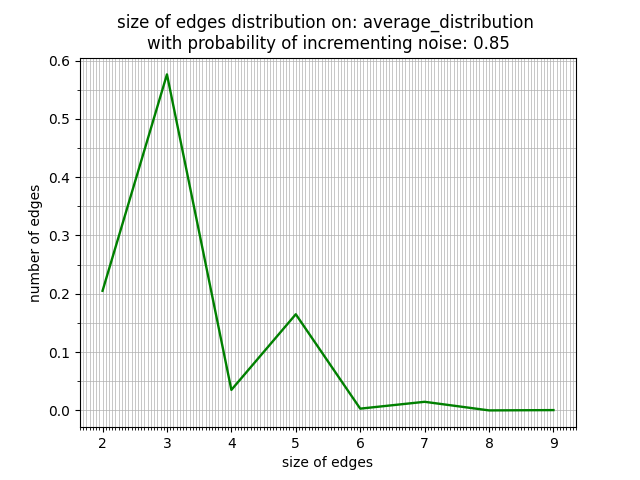 size of edges distribution on: average_distribution
with probability of incrementing noise: 0.85
0.6
0.5
0.4
0.3
0.2
0.1
0.0
number of edges
2 3 4 5 6 7 8 9
size of edges